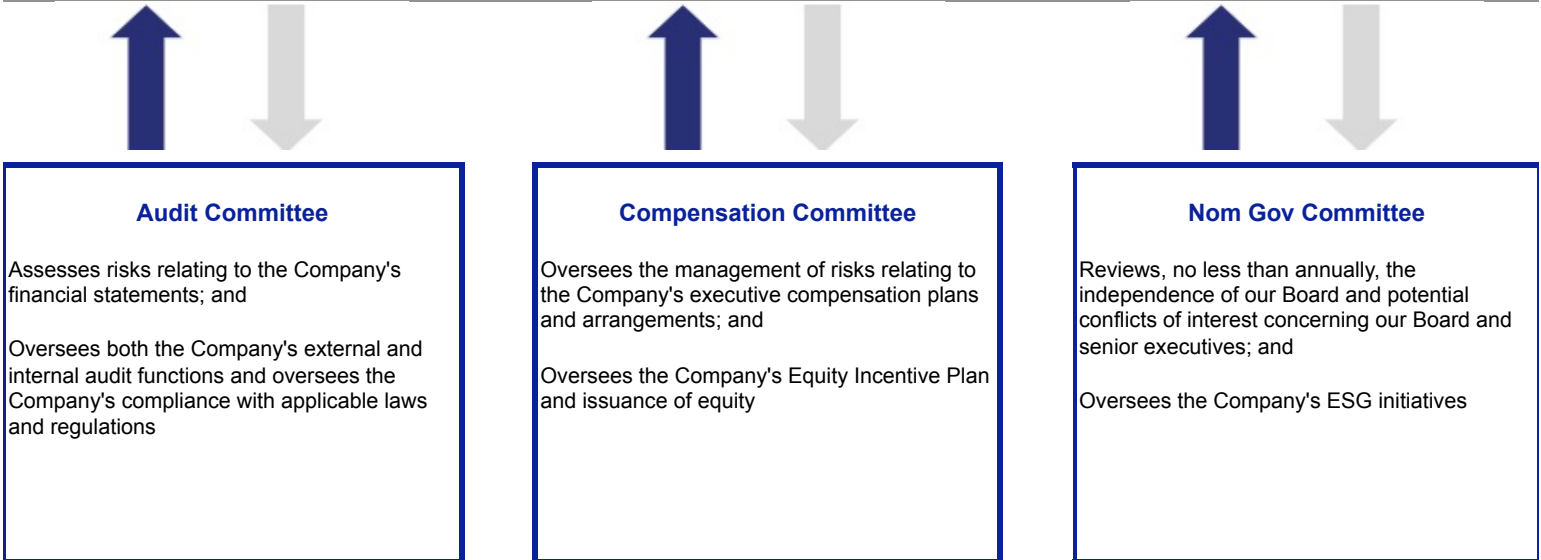 Audit Committee
Assesses risks relating to the Company's
financial statements; and
Oversees both the Company's external and
internal audit functions and oversees the
Company's compliance with applicable laws
and regulations
Compensation Committee
Oversees the management of risks relating to
the Company's executive compensation plans
and arrangements; and
Oversees the Company's Equity Incentive Plan
and issuance of equity
Nom Gov Committee
Reviews, no less than annually, the
independence of our Board and potential
conflicts of interest concerning our Board and
senior executives; and
Oversees the Company's ESG initiatives